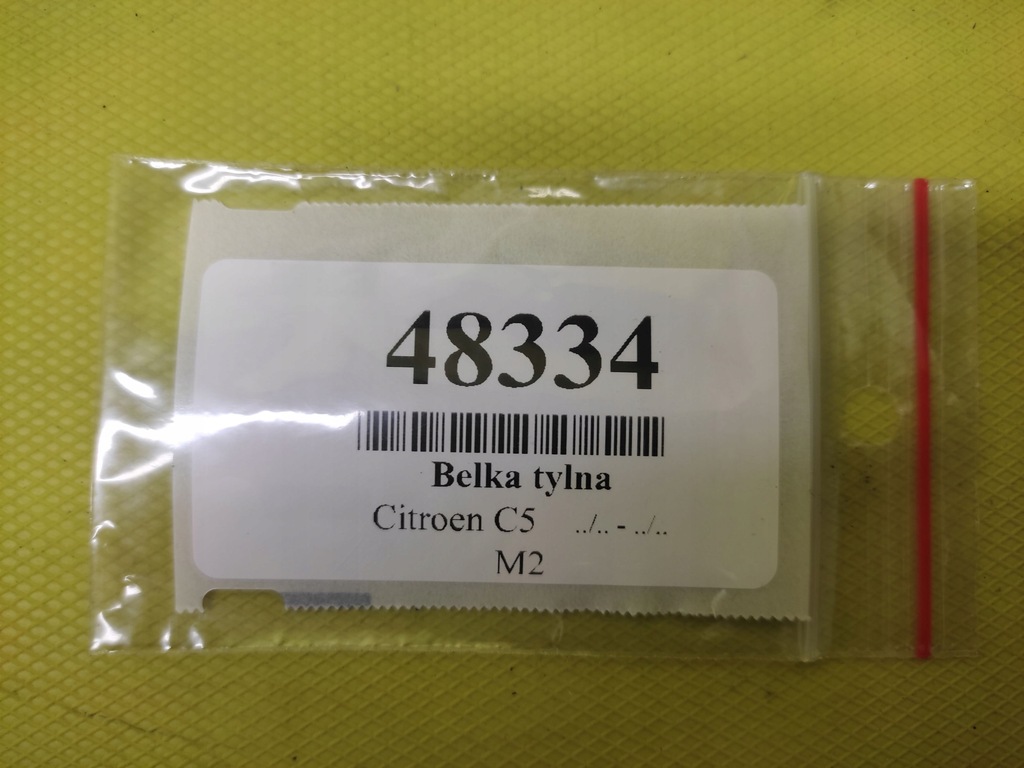 48334
Belka tylna
Citroen C5 ../.. - ../..
M2